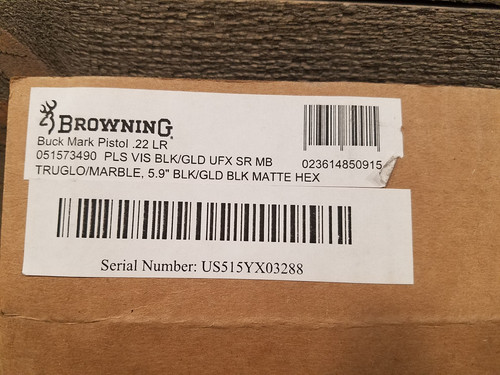 BROWNING
Buck Mark Pistol .22 LR
051573490 PLS VIS BLK/GLD UFX SR MB
TRUGLO/MARBLE, 5.9" BLK/GLD BLK MATTE HEX
023614850915
Serial Number: US515YX03288